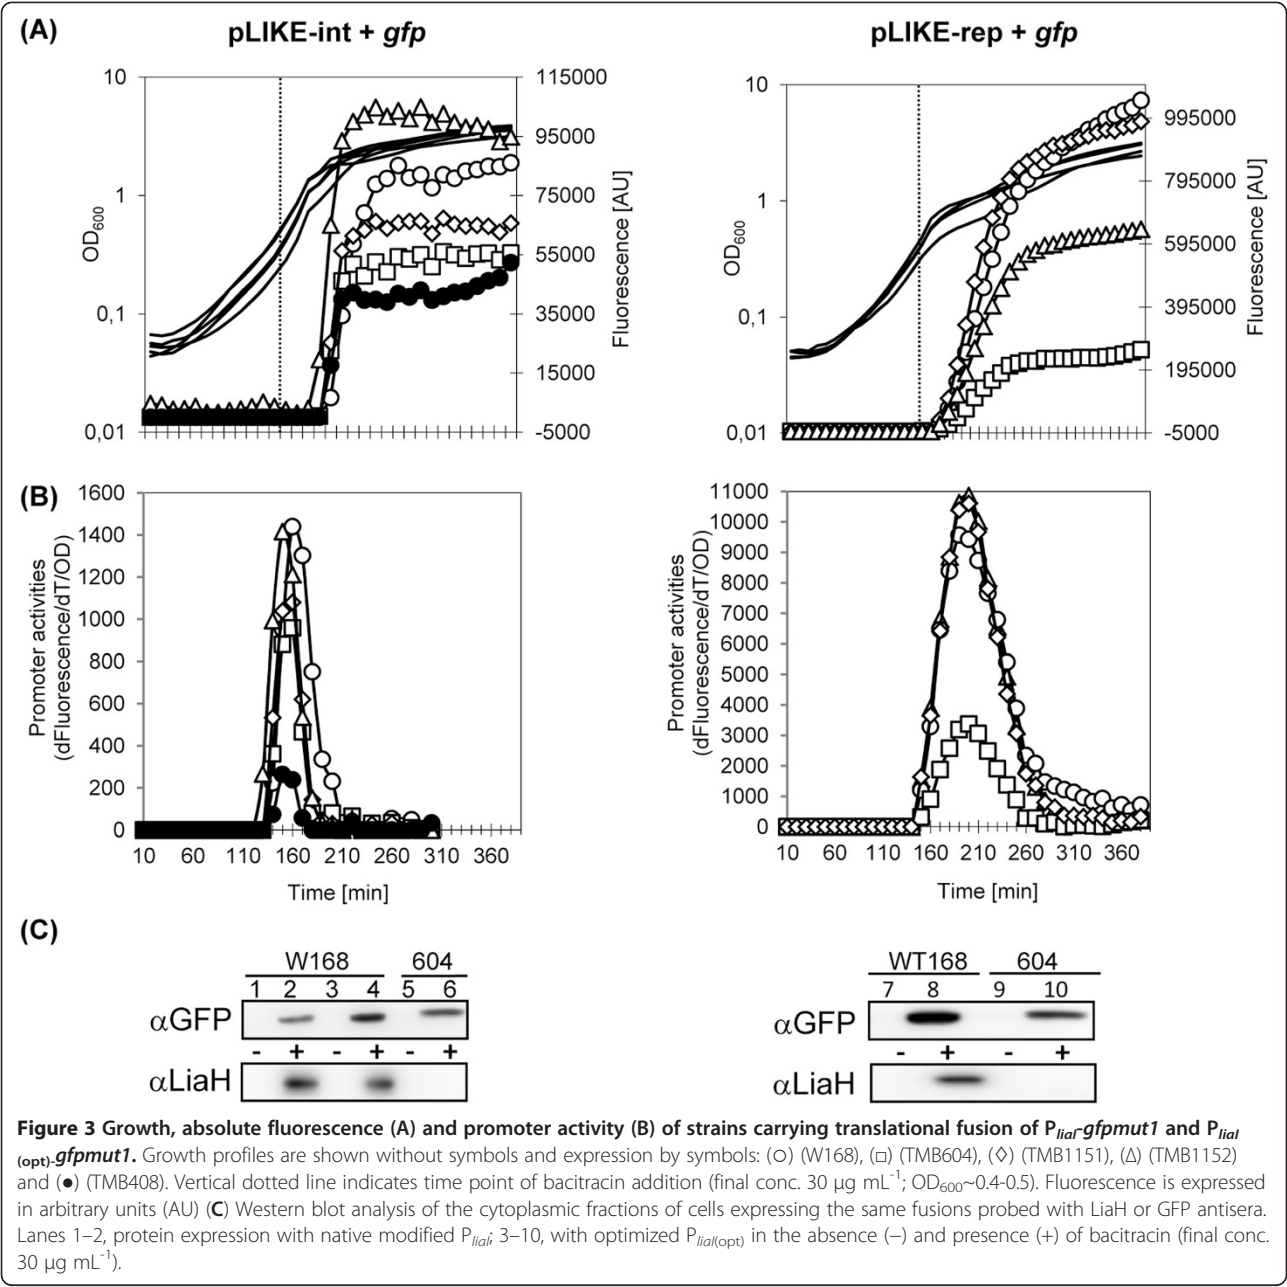 (A)
pLIKE-int + gfp
pLIKE-rep + gfp
10
1
0,1
0,01
OD600
115000
95000
75000
55000
35000
15000
-5000
Fluorescence [AU]
10
1
0,1
0,01
OD600
995000
795000
595000
395000
195000
-5000
Fluorescence [AU]
(B)
1600
1400
1200
1000
800
600
400
200
0
Promoter activities
(dFluorescence/dT/OD)
10 60 110 160 210 260 310 360
Time [min]
11000
10000
9000
8000
7000
6000
5000
4000
3000
2000
1000
0
Promoter activities
(dFluorescence/dT/OD)
10 60 110 160 210 260 310 360
Time [min]
(C)
W168 604
1 2 3 4 5 6
αGFP
- + - + - +
αLiaH
WT168 604
7 8 9 10
αGFP
- + - +
αLiaH
Figure 3 Growth, absolute fluorescence (A) and promoter activity (B) of strains carrying translational fusion of PliaI-gfpmut1 and PliaI
(opt)-gfpmut1. Growth profiles are shown without symbols and expression by symbols: (○) (W168), (□) (TMB604), (◊) (TMB1151), (Δ) (TMB1152)
and (●) (TMB408). Vertical dotted line indicates time point of bacitracin addition (final conc. 30 μg mL-1; OD600~0.4-0.5). Fluorescence is expressed
in arbitrary units (AU) (C) Western blot analysis of the cytoplasmic fractions of cells expressing the same fusions probed with LiaH or GFP antisera.
Lanes 1–2, protein expression with native modified PliaI; 3–10, with optimized PliaI(opt) in the absence (−) and presence (+) of bacitracin (final conc.
30 μg mL-1).